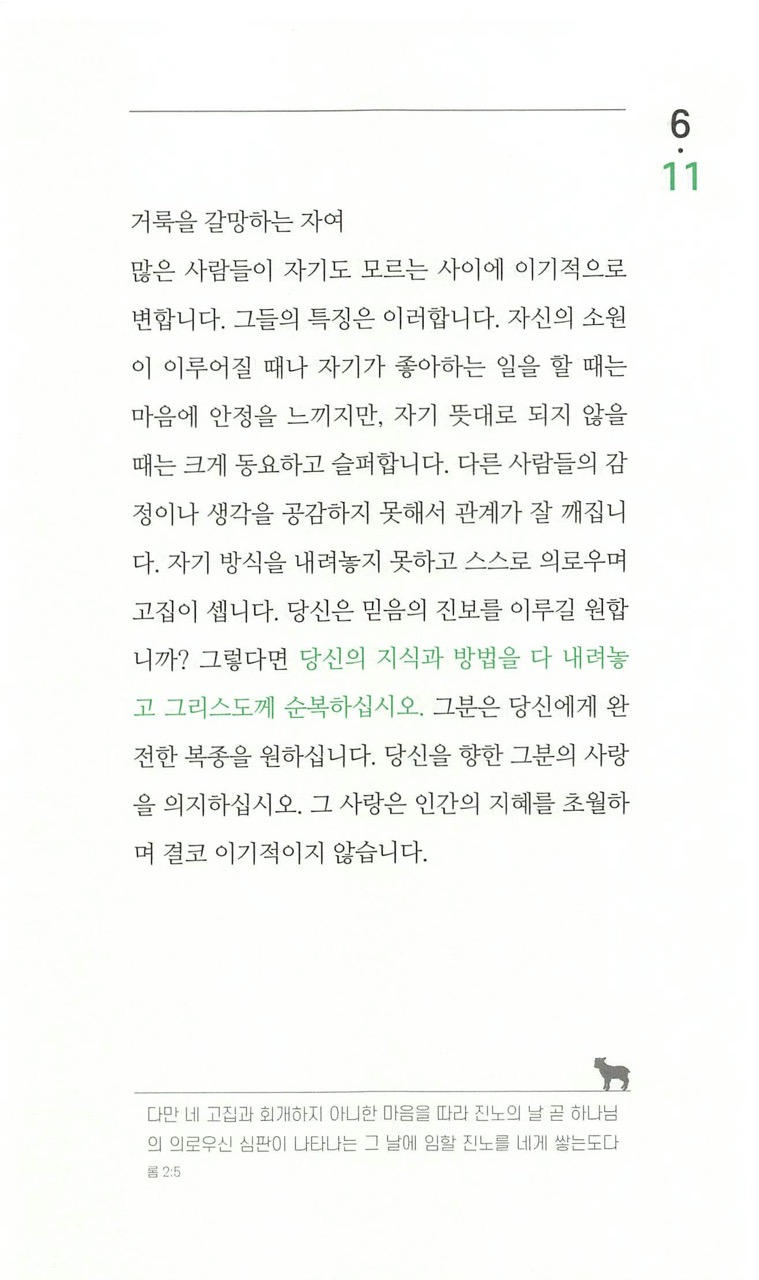 6
·
11
거룩을 갈망하는 자여
많은 사람들이 자기도 모르는 사이에 이기적으로
변합니다. 그들의 특징은 이러합니다. 자신의 소원
이 이루어질 때나 자기가 좋아하는 일을 할 때는
마음에 안정을 느끼지만, 자기 뜻대로 되지 않을
때는 크게 동요하고 슬퍼합니다. 다른 사람들의 감
정이나 생각을 공감하지 못해서 관계가 잘 깨집니
다. 자기 방식을 내려놓지 못하고 스스로 의로우며
고집이 셉니다. 당신은 믿음의 진보를 이루길 원합
니까? 그렇다면 당신의 지식과 방법을 다 내려놓
고 그리스도께 순복하십시오. 그분은 당신에게 완
전한 복종을 원하십니다. 당신을 향한 그분의 사랑
을 의지하십시오. 그 사랑은 인간의 지혜를 초월하
며 결코 이기적이지 않습니다.
다만 네 고집과 회개하지 아니한 마음을 따라 진노의 날 곧 하나님
의 의로우신 심판이 나타나는 그 날에 임할 진노를 네게 쌓는도다
롬 2:5